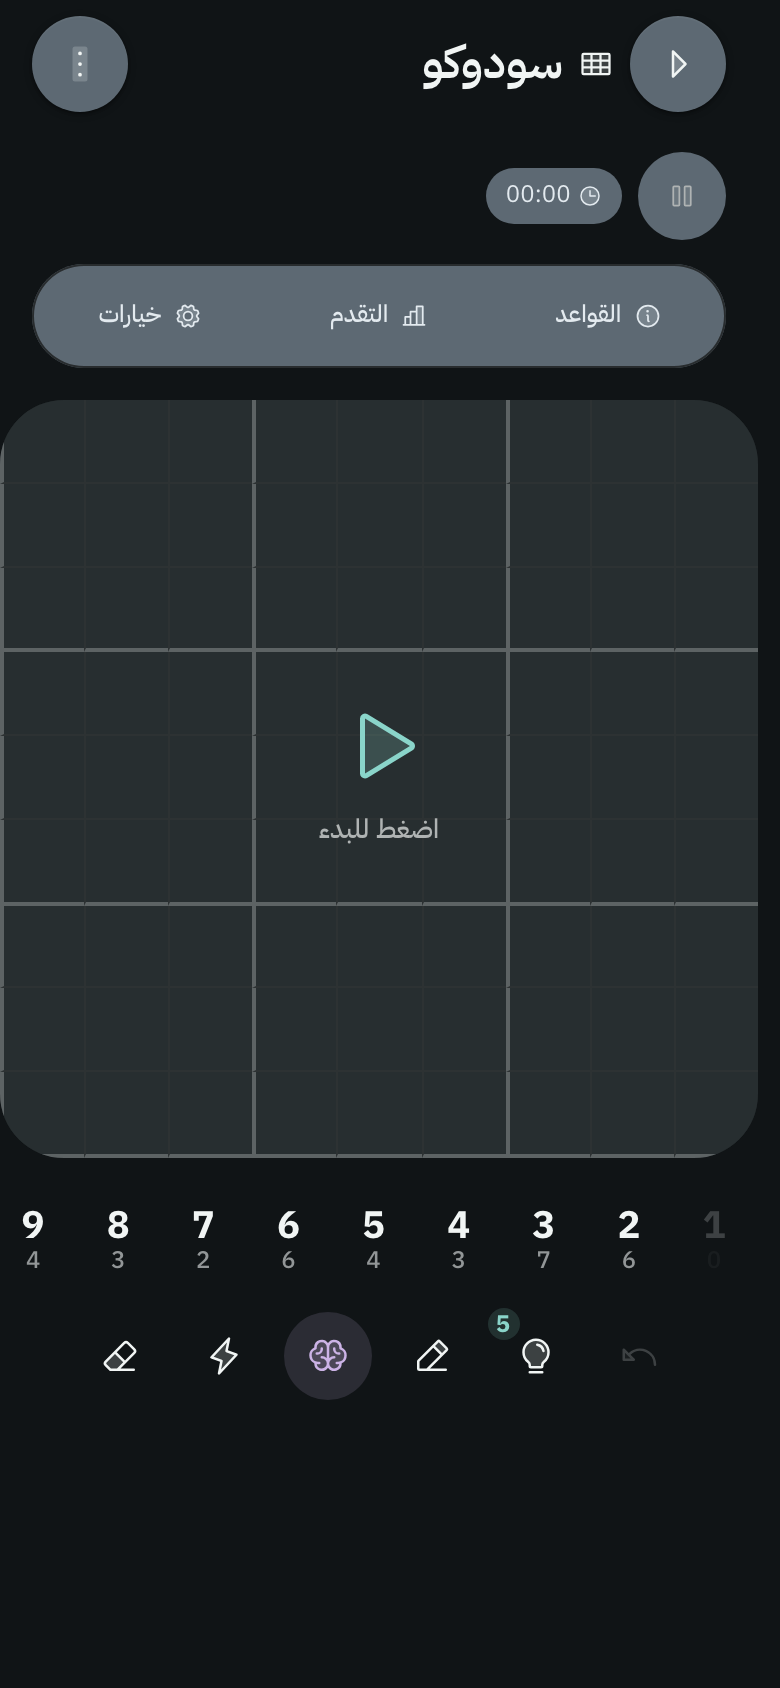 سودوكو
00:00
القواعد التقدم خيارات
اضغط للبدء
1 2 3 4 5 6 7 8 9
0 6 7 3 4 6 2 3 4
5